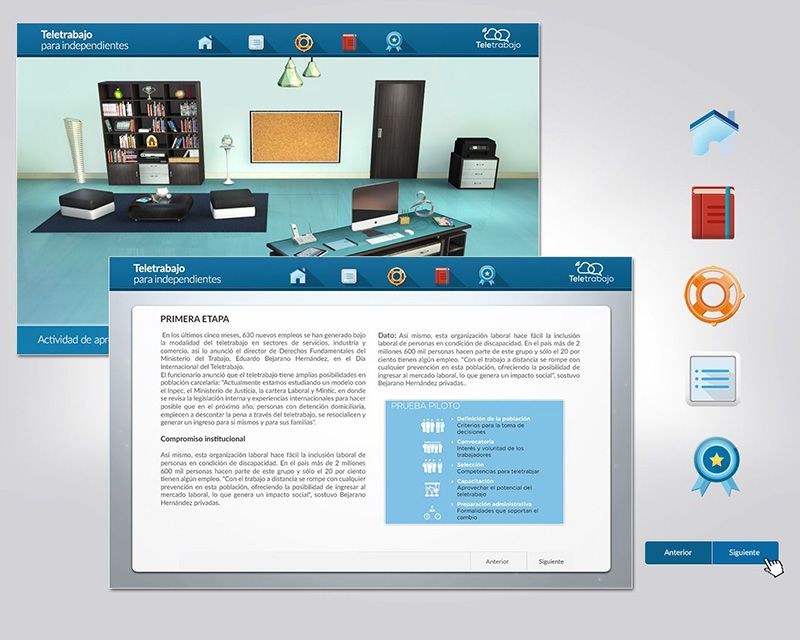 Teletrabajo
para independientes
Teletrabajo
Actividad de apr
Teletrabajo
para independientes
Teletrabajo
PRIMERA ETAPA
En los últimos cinco meses, 630 nuevos empleos se han generado bajo
la modalidad del teletrabajo en sectores de servicios, industria y
comercio, así lo anunció el director de Derechos Fundamentales del
Ministerio del Trabajo, Eduardo Bejarano Hernández, en el Día
Internacional del Teletrabajo.
El funcionario anunció que el teletrabajo tiene amplias posibilidades en
población carcelaria: "Actualmente estamos estudiando un modelo con
el Inpec, el Ministerio de Justicia, la cartera Laboral y Mintic, en donde
se revisa la legislación interna y experiencias internacionales para hacer
posible que en el próximo año, personas con detención domiciliaria,
empiecen a descontar la pena a través del teletrabajo, se resocialicen y
generar un ingreso para sí mismos y para sus familias".
Compromiso institucional
Así mismo, esta organización laboral hace fácil la inclusión laboral de
personas en condición de discapacidad. En el país más de 2 millones
600 mil personas hacen parte de este grupo y sólo el 20 por ciento
tienen algún empleo. "Con el trabajo a distancia se rompe con cualquier
prevención en esta población, ofreciendo la posibilidad de ingresar al
mercado laboral, lo que genera un impacto social", sostuvo Bejarano
Hernández privadas.
Dato: Así mismo, esta organización laboral hace fácil la inclusión
laboral de personas en condición de discapacidad. En el país más de 2
millones 600 mil personas hacen parte de este grupo y sólo el 20 por
ciento tienen algún empleo. "Con el trabajo a distancia se rompe con
cualquier prevención en esta población, ofreciendo la posibilidad de
ingresar al mercado laboral, lo que genera un impacto social", sostuvo
Bejarano Hernández privadas..
PRUEBA PILOTO
Definición de la población
Criterios para la toma de
decisiones
Convocatoria
Interés y voluntad de los
trabajadores
Selección
Competencias para teletrabajar
Capacitación
Aprovechar el potencial del
teletrabajo
Preparación administrativa
Formalidades que soportan el
cambio
Anterior
Siguiente
Anterior
Siguiente